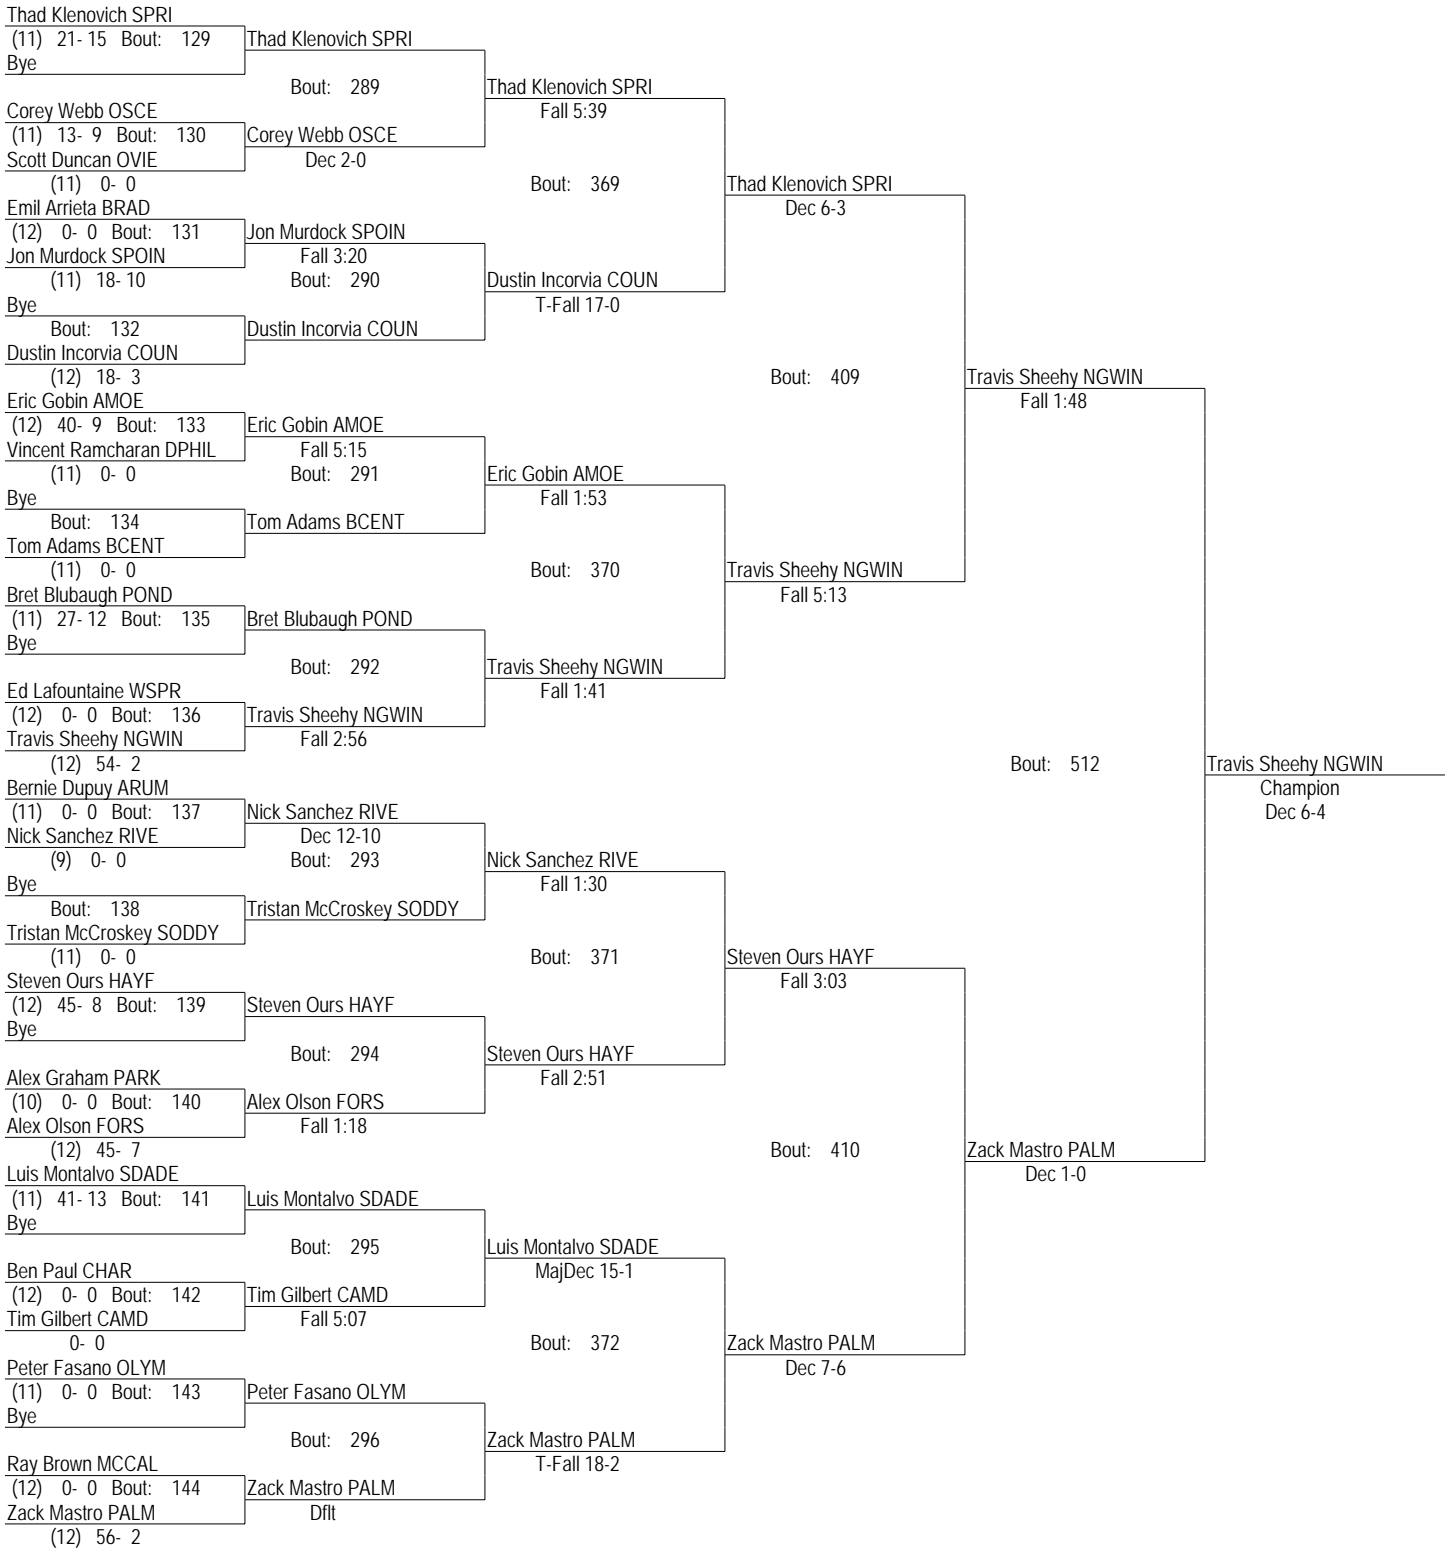 Thad Klenovich SPRI
(11) 21- 15 Bout: 129 Thad Klenovich SPRI
Bye
Bout: 289 Thad Klenovich SPRI
Corey Webb OSCE Fall 5:39
(11) 13- 9 Bout: 130 Corey Webb OSCE
Scott Duncan OVIE Dec 2-0
(11) 0- 0 Bout: 369 Thad Klenovich SPRI
Emil Arrieta BRAD Dec 6-3
(12) 0- 0 Bout: 131 Jon Murdock SPOIN
Jon Murdock SPOIN Fall 3:20
(11) 18- 10 Bout: 290 Dustin Incorvia COUN
Bye T-Fall 17-0
Bout: 132 Dustin Incorvia COUN
Dustin Incorvia COUN
(12) 18- 3 Bout: 409 Travis Sheehy NGWIN
Eric Gobin AMOE Fall 1:48
(12) 40- 9 Bout: 133 Eric Gobin AMOE
Vincent Ramcharan DPHIL Fall 5:15
(11) 0- 0 Bout: 291 Eric Gobin AMOE
Bye Fall 1:53
Bout: 134 Tom Adams BCENT
Tom Adams BCENT
(11) 0- 0 Bout: 370 Travis Sheehy NGWIN
Bret Blubaugh POND Fall 5:13
(11) 27- 12 Bout: 135 Bret Blubaugh POND
Bye
Bout: 292 Travis Sheehy NGWIN
Ed Lafountaine WSPR Fall 1:41
(12) 0- 0 Bout: 136 Travis Sheehy NGWIN
Travis Sheehy NGWIN Fall 2:56
(12) 54- 2 Bout: 512 Travis Sheehy NGWIN
Bernie Dupuy ARUM Champion
(11) 0- 0 Bout: 137 Nick Sanchez RIVE Dec 6-4
Nick Sanchez RIVE Dec 12-10
(9) 0- 0 Bout: 293 Nick Sanchez RIVE
Bye Fall 1:30
Bout: 138 Tristan McCroskey SODDY
Tristan McCroskey SODDY
(11) 0- 0 Bout: 371 Steven Ours HAYF
Steven Ours HAYF Fall 3:03
(12) 45- 8 Bout: 139 Steven Ours HAYF
Bye
Bout: 294 Steven Ours HAYF
Alex Graham PARK Fall 2:51
(10) 0- 0 Bout: 140 Alex Olson FORS
Alex Olson FORS Fall 1:18
(12) 45- 7 Bout: 410 Zack Mastro PALM
Luis Montalvo SDADE Dec 1-0
(11) 41- 13 Bout: 141 Luis Montalvo SDADE
Bye
Bout: 295 Luis Montalvo SDADE
Ben Paul CHAR MajDec 15-1
(12) 0- 0 Bout: 142 Tim Gilbert CAMD
Tim Gilbert CAMD Fall 5:07
0- 0 Bout: 372 Zack Mastro PALM
Peter Fasano OLYM Dec 7-6
(11) 0- 0 Bout: 143 Peter Fasano OLYM
Bye
Bout: 296 Zack Mastro PALM
Ray Brown MCCAL T-Fall 18-2
(12) 0- 0 Bout: 144 Zack Mastro PALM
Zack Mastro PALM Dflt
(12) 56- 2